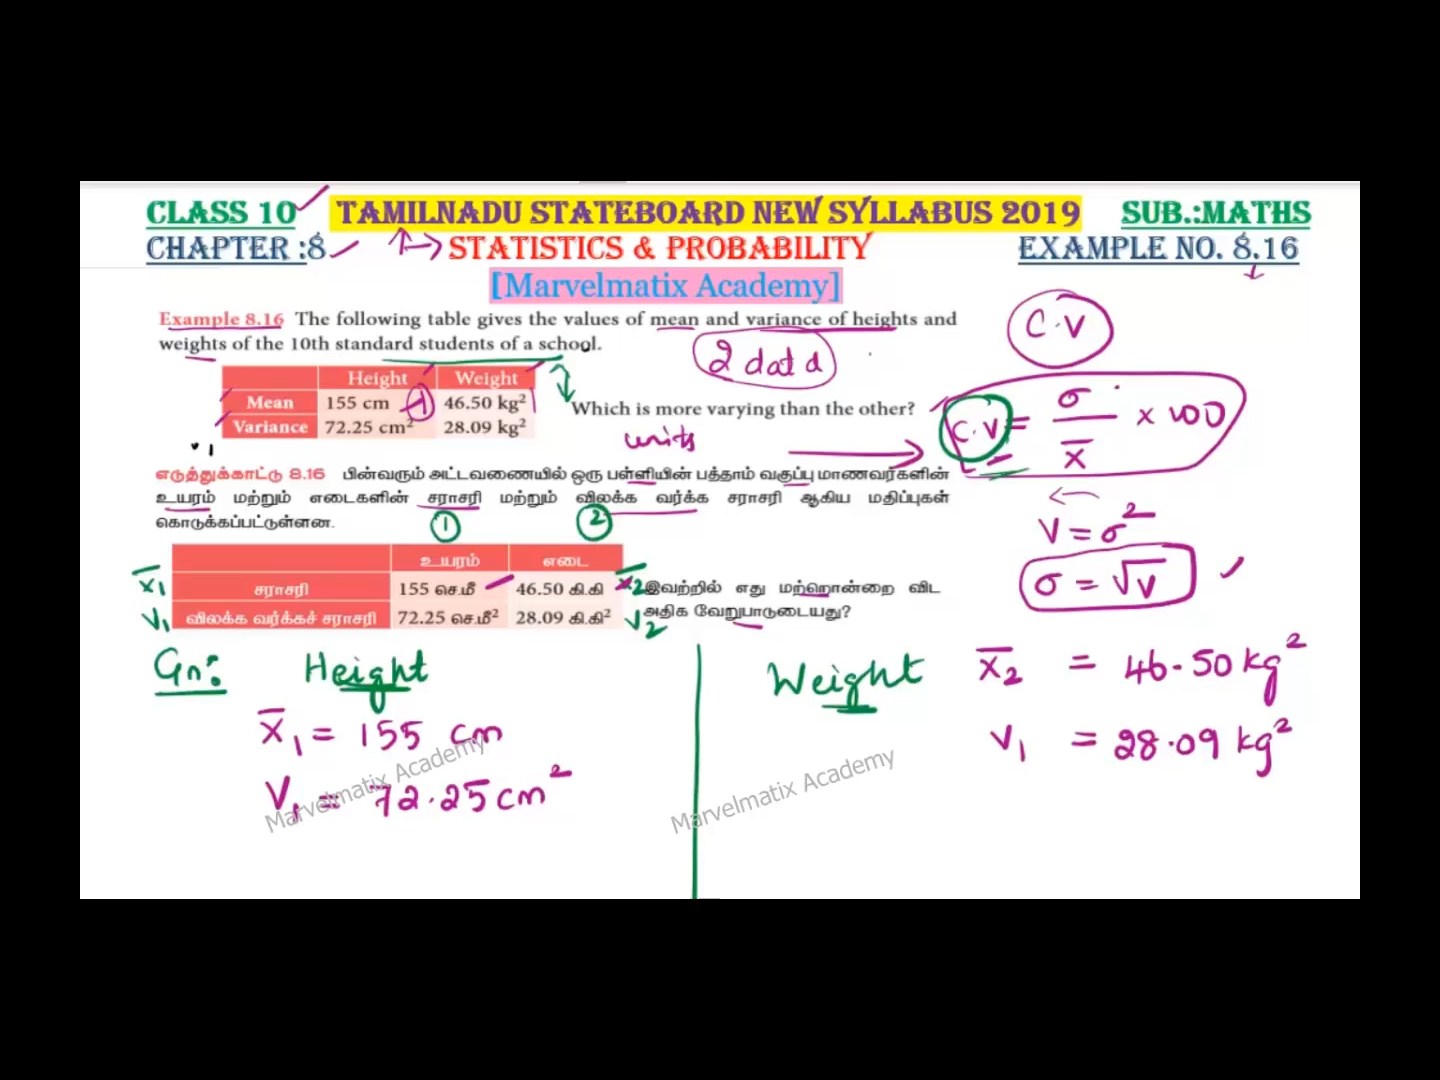 CLASS 10 TAMILNADU STATEBOARD NEW SYLLABUS 2019 SUB.:MATHS
CHAPTER :8 STATISTICS & PROBABILITY EXAMPLE NO. 8.16
[Marvelmatix Academy]
Example 8.16 The following table gives the values of mean and variance of heights and
weights of the 10th standard students of a school.
C.V
2 data
Height Weight
Mean 155 cm 46.50 kg²
Variance 72.25 cm² 28.09 kg²
1
Which is more varying than the other?
units
C.V = σ / x̅ × 100
எடுத்துக்காட்டு 8.16 பின்வரும் அட்டவணையில் ஒரு பள்ளியின் பத்தாம் வகுப்பு மாணவர்களின்
உயரம் மற்றும் எடைகளின் சராசரி மற்றும் விலக்க வர்க்க சராசரி ஆகிய மதிப்புகள்
கொடுக்கப்பட்டுள்ளன.
1 2
V = σ²
σ = √V
உயரம் எடை
x̅1 சராசரி 155 செ.மீ 46.50 கி.கி x̅2
V1 விலக்க வர்க்கச் சராசரி 72.25 செ.மீ² 28.09 கி.கி² V2
இவற்றில் எது மற்றொன்றை விட
அதிக வேறுபாடுடையது?
Gn: Height
x̅1 = 155 cm
V1 = 72.25 cm²
Weight x̅2 = 46.50 kg²
V1 = 28.09 kg²
Marvelmatix Academy
Marvelmatix Academy